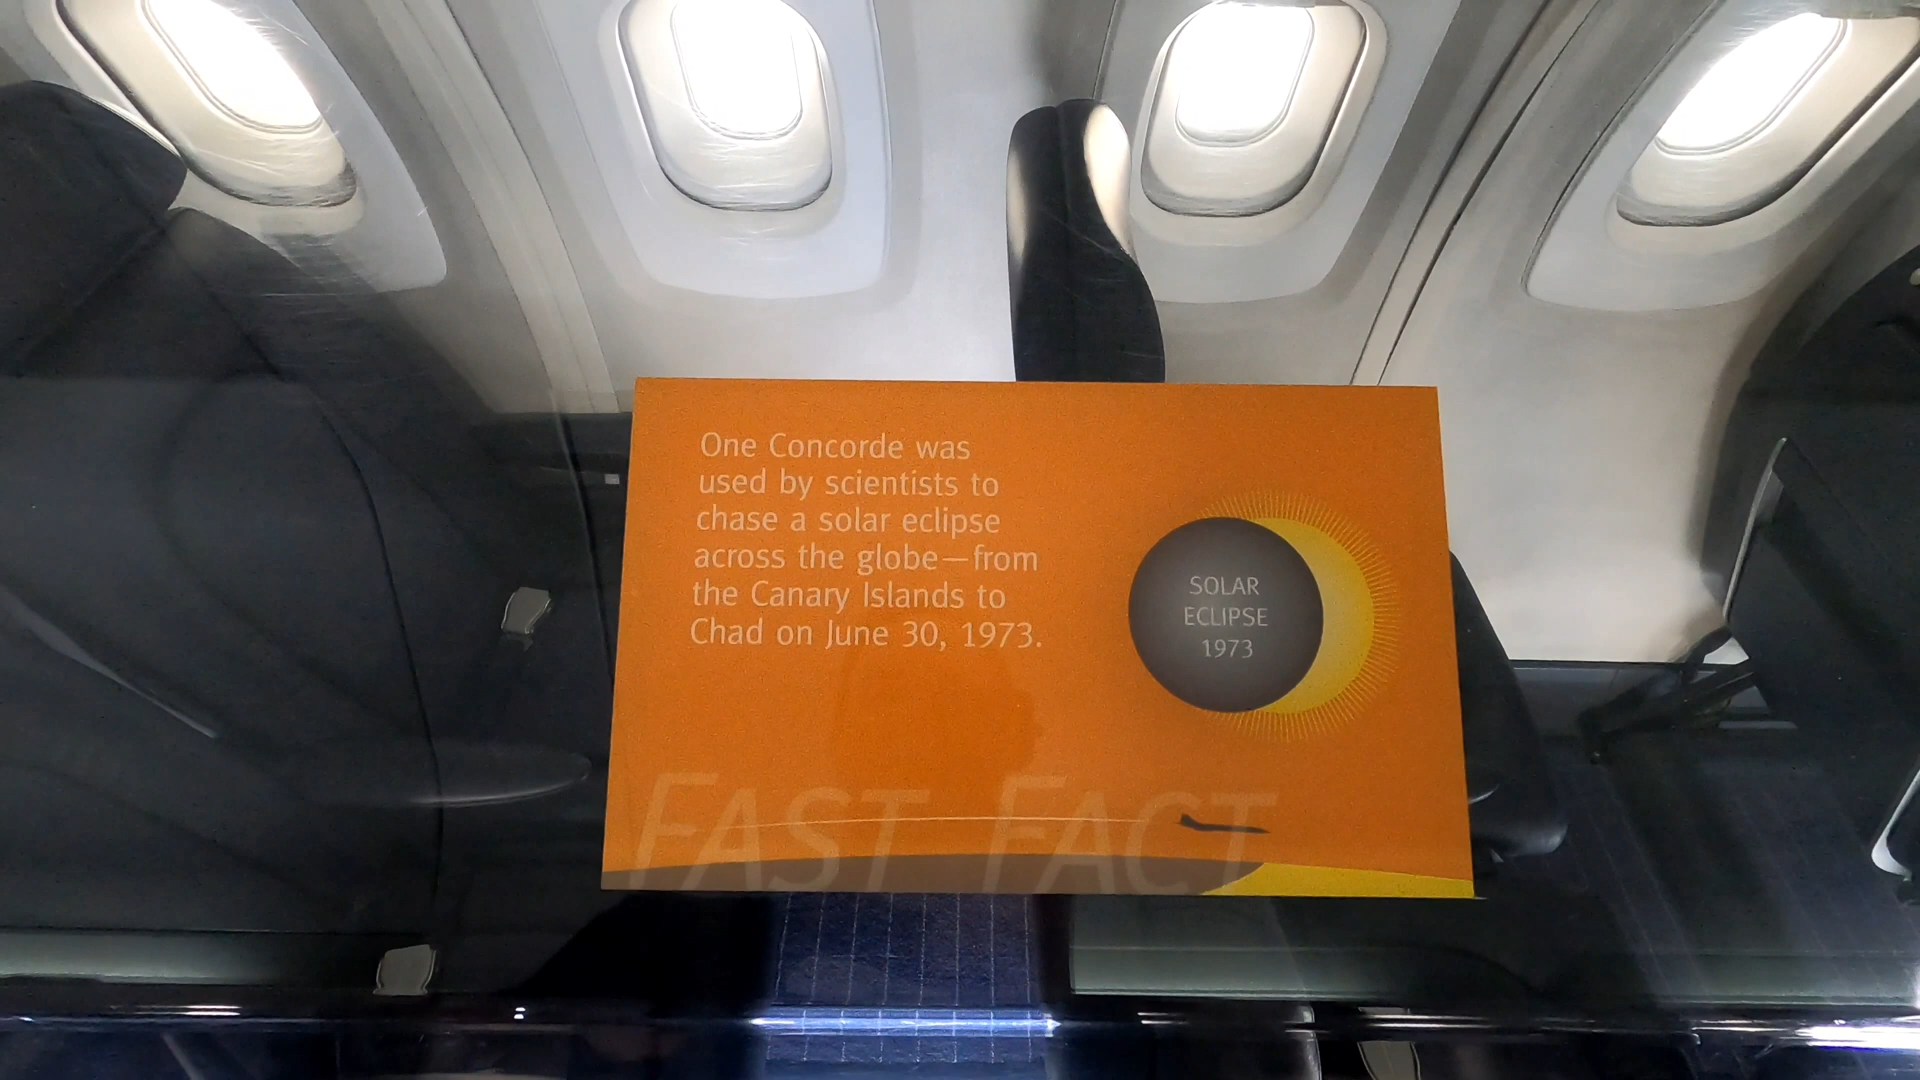 One Concorde was
used by scientists to
chase a solar eclipse
across the globe—from
the Canary Islands to
Chad on June 30, 1973.
SOLAR
ECLIPSE
1973
FAST FACT